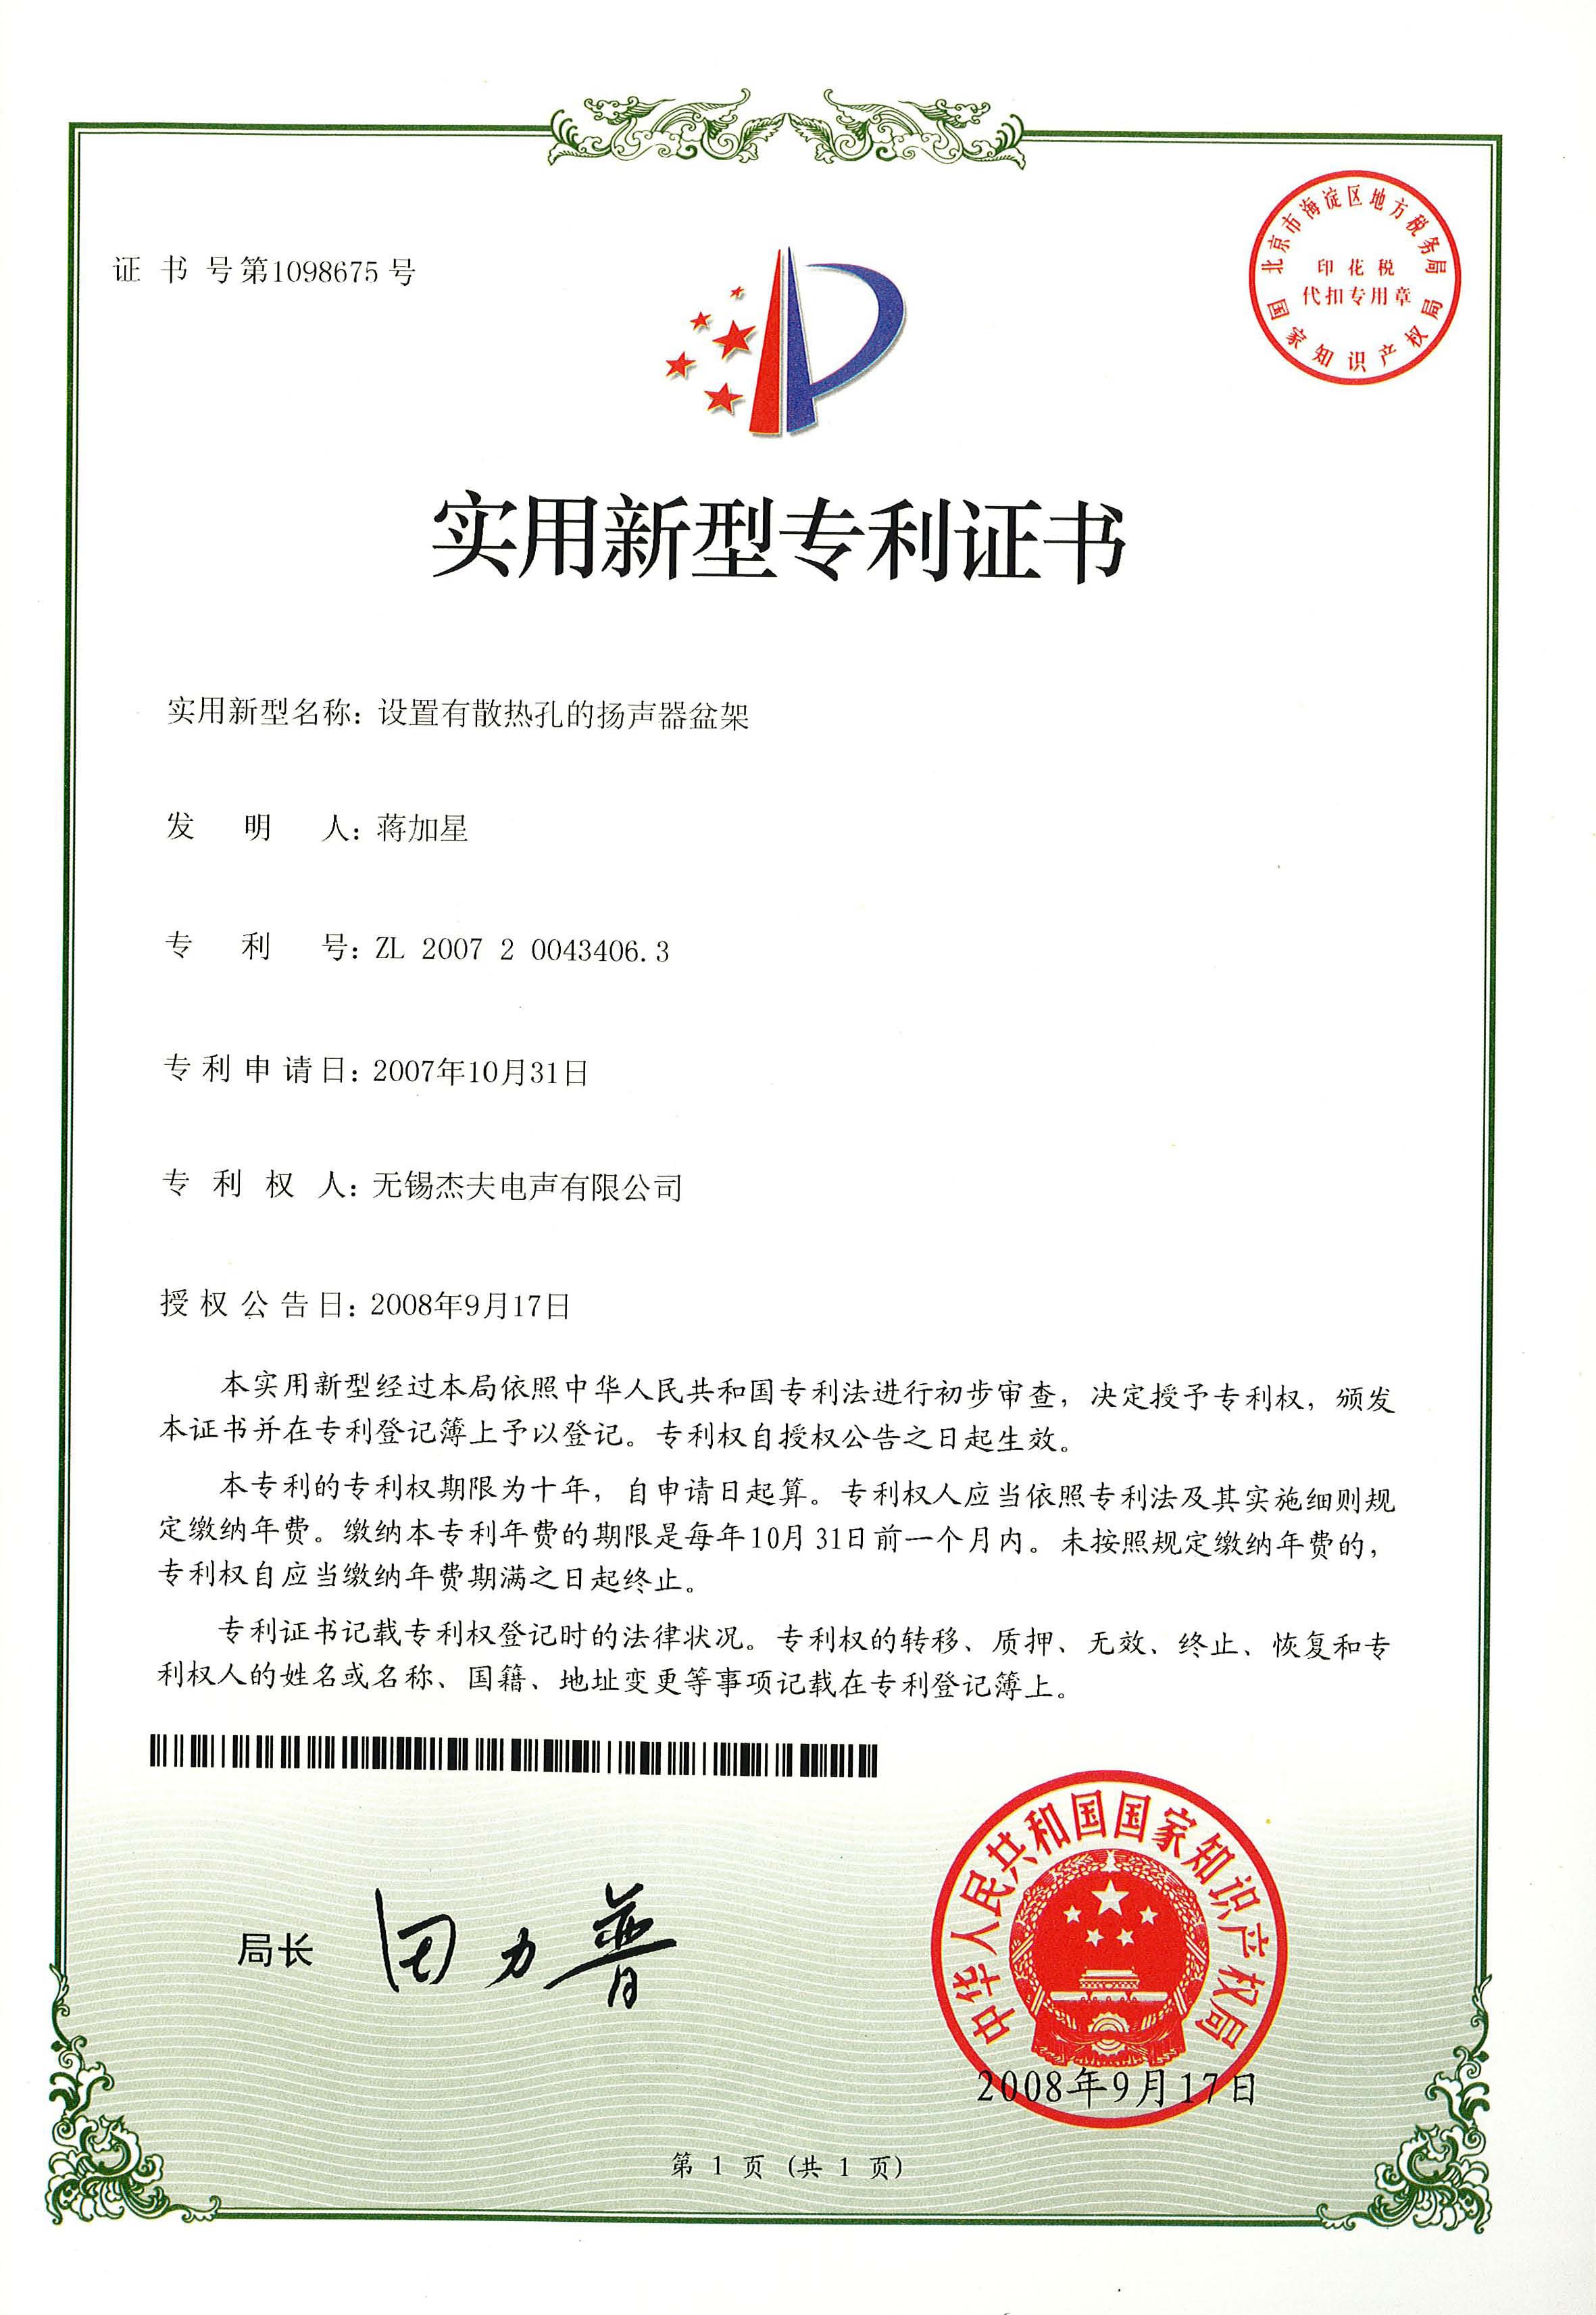 证书号第1098675号
北京市海淀区地方税务局
印花税
代扣专用章
国家知识产权局
实用新型专利证书
实用新型名称：设置有散热孔的扬声器盆架
发明人：蒋加星
专利号：ZL 2007 2 0043406.3
专利申请日：2007年10月31日
专利权人：无锡杰夫电声有限公司
授权公告日：2008年9月17日
本实用新型经过本局依照中华人民共和国专利法进行初步审查，决定授予专利权，颁发
本证书并在专利登记簿上予以登记。专利权自授权公告之日起生效。
本专利的专利权期限为十年，自申请日起算。专利权人应当依照专利法及其实施细则规
定缴纳年费。缴纳本专利年费的期限是每年10月31日前一个月内。未按照规定缴纳年费的，
专利权自应当缴纳年费期满之日起终止。
专利证书记载专利权登记时的法律状况。专利权的转移、质押、无效、终止、恢复和专
利权人的姓名或名称、国籍、地址变更等事项记载在专利登记簿上。
局长 田力普
中华人民共和国国家知识产权局
2008年9月17日
第 1 页 (共 1 页)